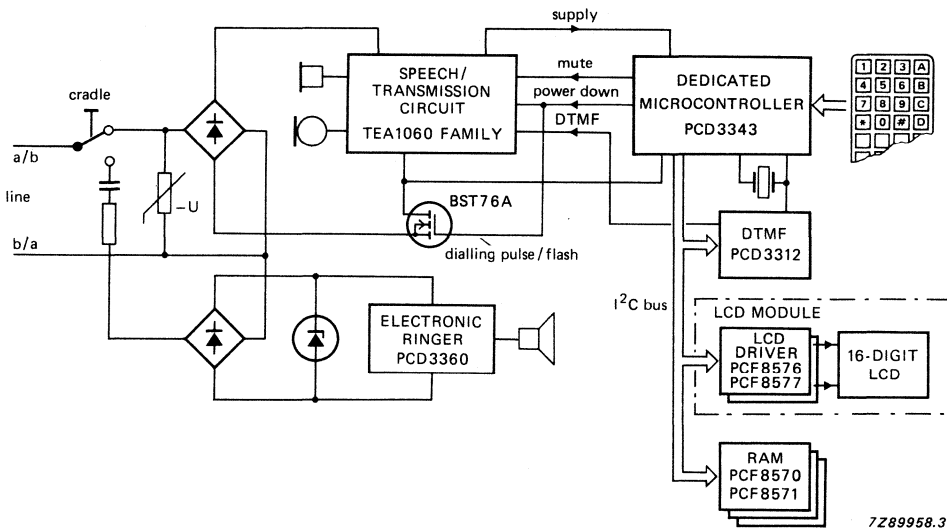 supply
SPEECH/
TRANSMISSION
CIRCUIT
TEA1060 FAMILY
mute
power down
DTMF
DEDICATED
MICROCONTROLLER
PCD3343
1 2 3 A
4 5 6 B
7 8 9 C
* 0 # D
cradle
a/b
line
b/a
–U
BST76A
dialling pulse / flash
DTMF
PCD3312
I²C bus
ELECTRONIC
RINGER
PCD3360
LCD MODULE
LCD
DRIVER
PCF8576
PCF8577
16-DIGIT
LCD
RAM
PCF8570
PCF8571
7Z89958.3